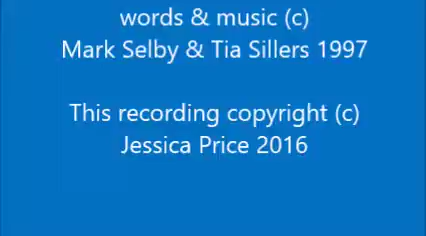 words & music (c)
Mark Selby & Tia Sillers 1997
This recording copyright (c)
Jessica Price 2016